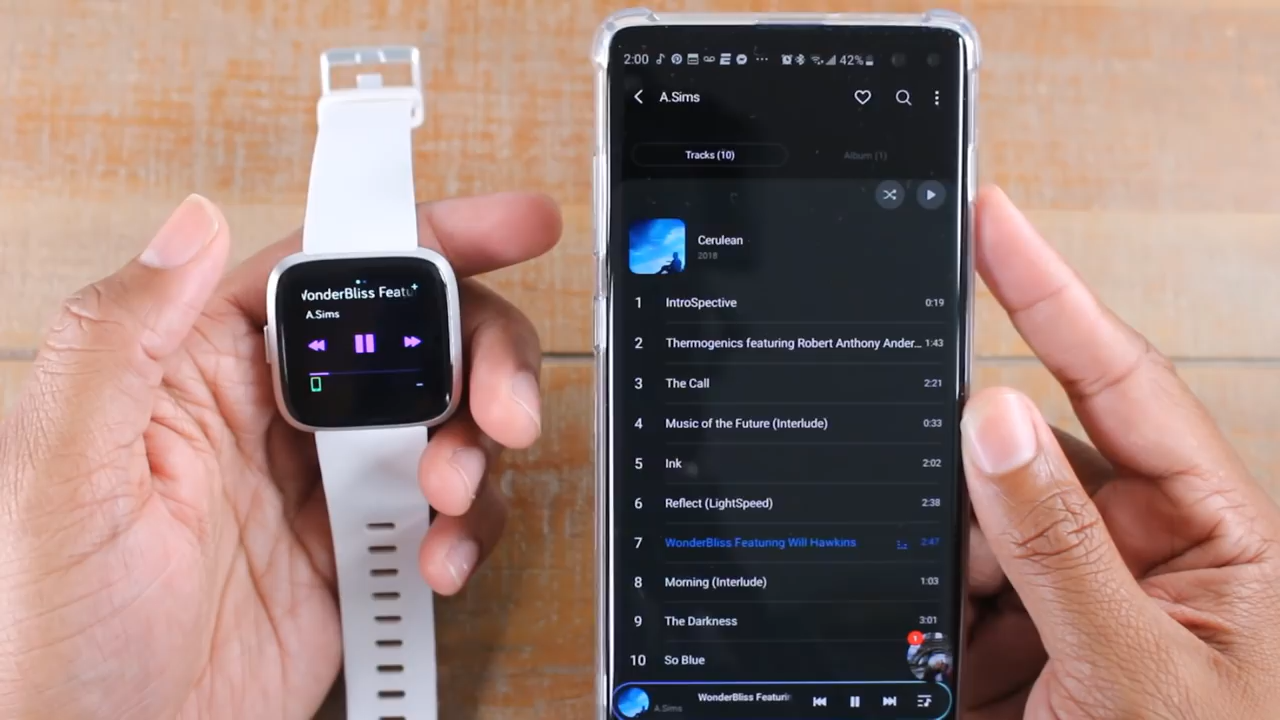 WonderBliss Featu
A.Sims
2:00
42%
A.Sims
Tracks (10)
Album (1)
Cerulean
2018
1 IntroSpective 0:19
2 Thermogenics featuring Robert Anthony Ander... 1:43
3 The Call 2:21
4 Music of the Future (Interlude) 0:33
5 Ink 2:02
6 Reflect (LightSpeed) 2:38
7 WonderBliss Featuring Will Hawkins 2:47
8 Morning (Interlude) 1:03
9 The Darkness 3:01
10 So Blue
1
WonderBliss Featurin
A.Sims